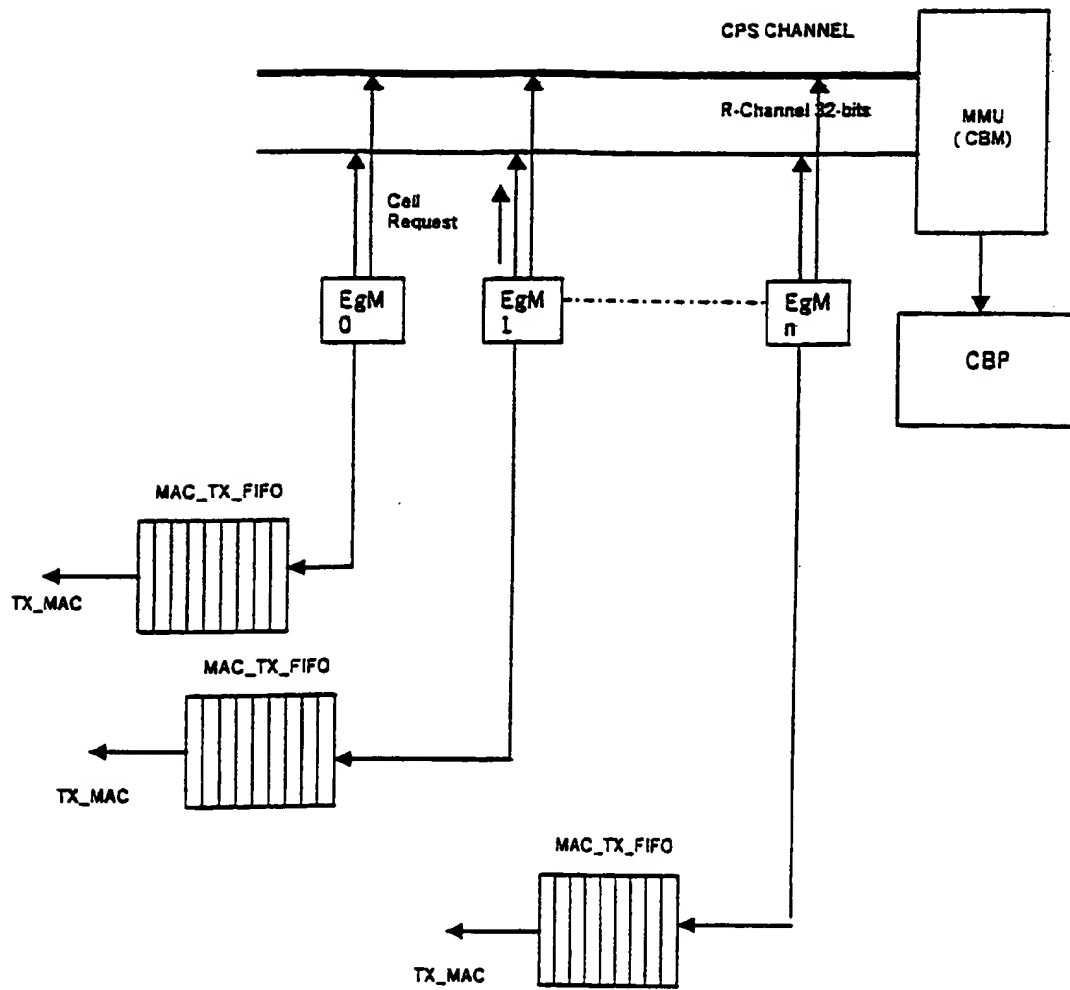 CPS CHANNEL
R-Channel 32-bits
MMU
( CBM)
Cell
Request
EgM
0
EgM
1
EgM
n
CBP
MAC_TX_FIFO
TX_MAC
MAC_TX_FIFO
TX_MAC
MAC_TX_FIFO
TX_MAC